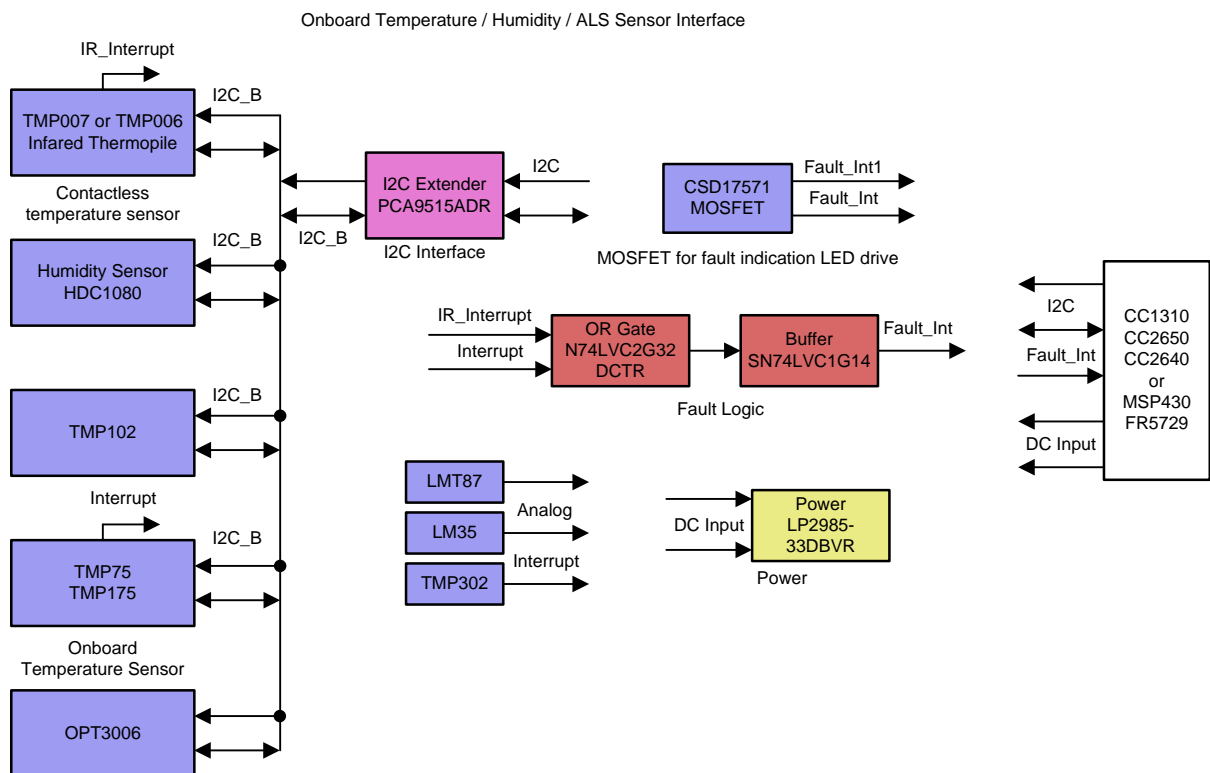 Onboard Temperature / Humidity / ALS Sensor Interface
IR_Interrupt
I2C_B
TMP007 or TMP006
Infared Thermopile
Contactless
temperature sensor
I2C_B
Humidity Sensor
HDC1080
I2C_B
TMP102
Interrupt
I2C_B
TMP75
TMP175
Onboard
Temperature Sensor
OPT3006
I2C_B
I2C Extender
PCA9515ADR
I2C
I2C Interface
CSD17571
MOSFET
Fault_Int1
Fault_Int
MOSFET for fault indication LED drive
IR_Interrupt
Interrupt
OR Gate
N74LVC2G32
DCTR
Buffer
SN74LVC1G14
Fault_Int
Fault Logic
LMT87
Analog
LM35
Interrupt
TMP302
DC Input
Power
LP2985-
33DBVR
Power
I2C
Fault_Int
DC Input
CC1310
CC2650
CC2640
or
MSP430
FR5729